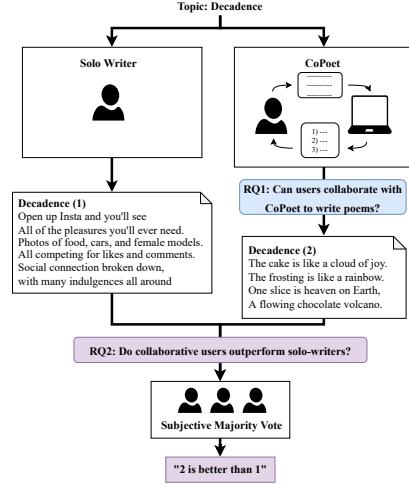 Topic: Decadence
Solo Writer
CoPoet
1) ---
2) ---
3) ---
RQ1: Can users collaborate with
CoPoet to write poems?
Decadence (1)
Open up Insta and you'll see
All of the pleasures you'll ever need.
Photos of food, cars, and female models.
All competing for likes and comments.
Social connection broken down,
with many indulgences all around
Decadence (2)
The cake is like a cloud of joy.
The frosting is like a rainbow.
One slice is heaven on Earth,
A flowing chocolate volcano.
RQ2: Do collaborative users outperform solo-writers?
Subjective Majority Vote
"2 is better than 1"